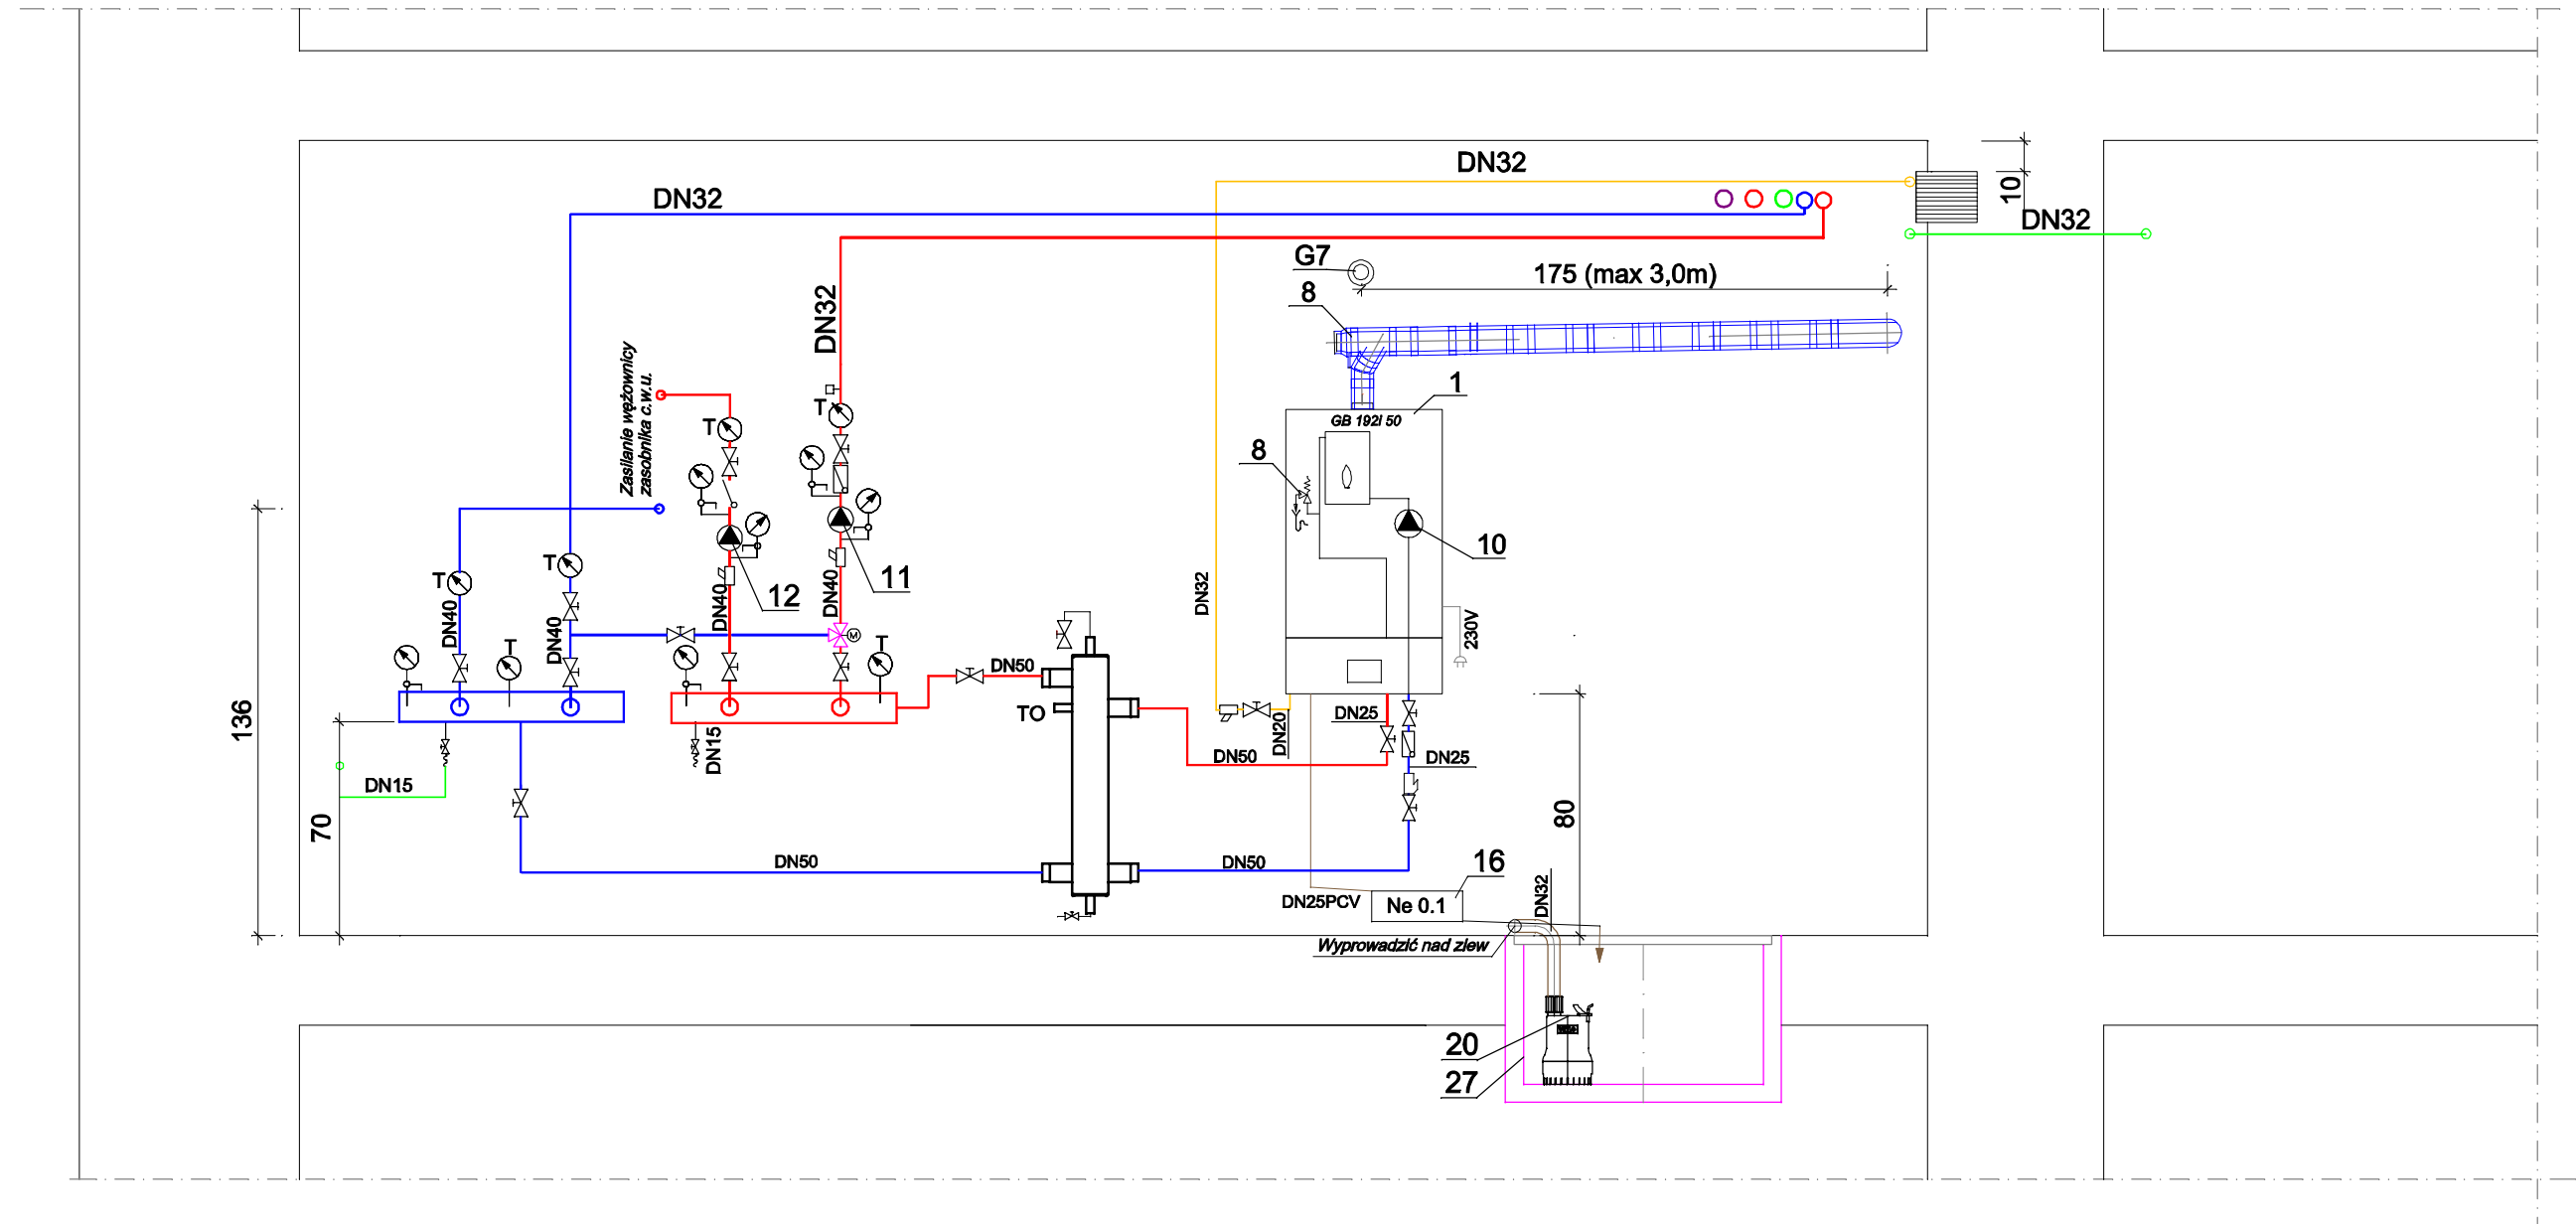 DN32
DN32
10
DN32
G7
175 (max 3,0m)
8
DN32
Zasilanie wężownicy
zasobnika c.w.u.
T
T
1
GB 192i 50
8
10
T
T
11
12
DN40
DN40
DN40
DN40
DN32
230V
M
T
T
DN50
TO
DN25
DN20
DN50
DN25
DN15
DN15
136
70
80
DN50
DN50
16
DN25PCV
Ne 0.1
DN32
Wyprowadzić nad zlew
20
27